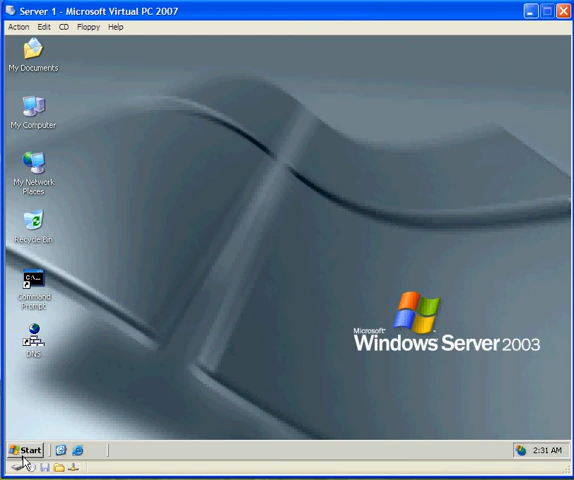 Server 1 - Microsoft Virtual PC 2007
Action Edit CD Floppy Help
My Documents
My Computer
My Network
Places
Recycle Bin
Command
Prompt
DNS
Microsoft
Windows Server 2003
Start
2:31 AM